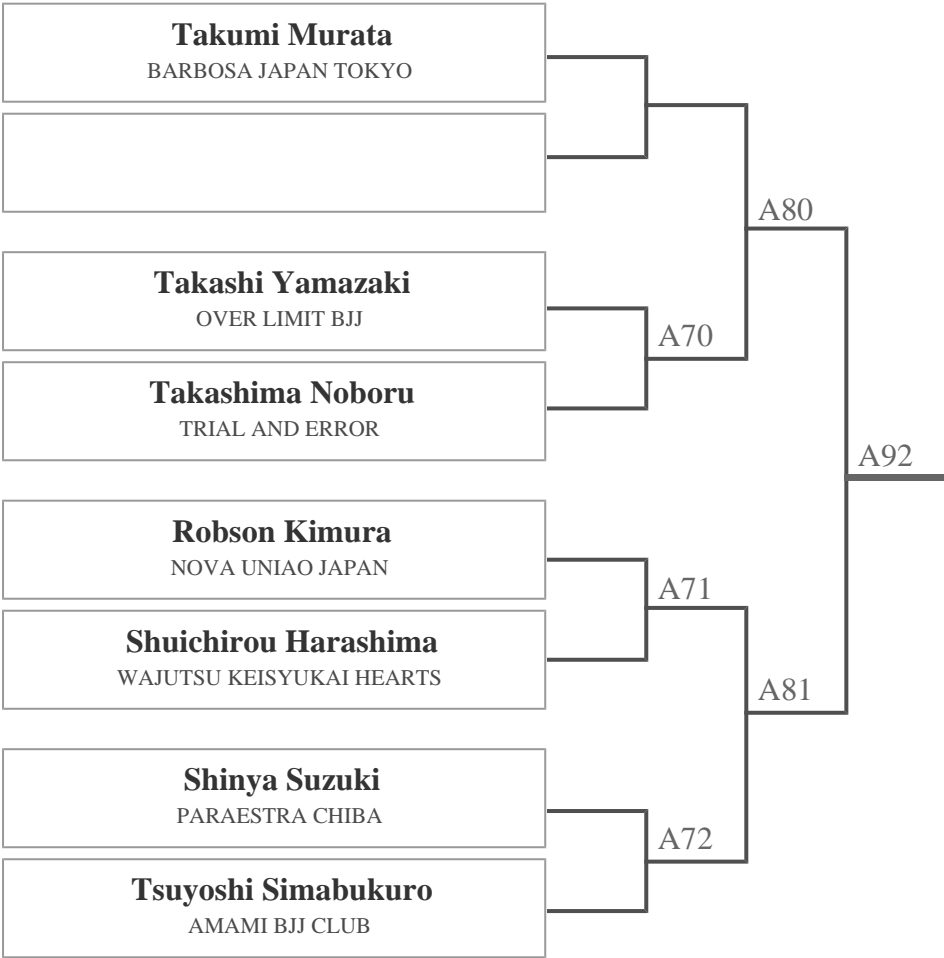 Takumi Murata
BARBOSA JAPAN TOKYO
A80
Takashi Yamazaki
OVER LIMIT BJJ
A70
Takashima Noboru
TRIAL AND ERROR
A92
Robson Kimura
NOVA UNIAO JAPAN
A71
Shuichirou Harashima
WAJUTSU KEISYUKAI HEARTS
A81
Shinya Suzuki
PARAESTRA CHIBA
A72
Tsuyoshi Simabukuro
AMAMI BJJ CLUB